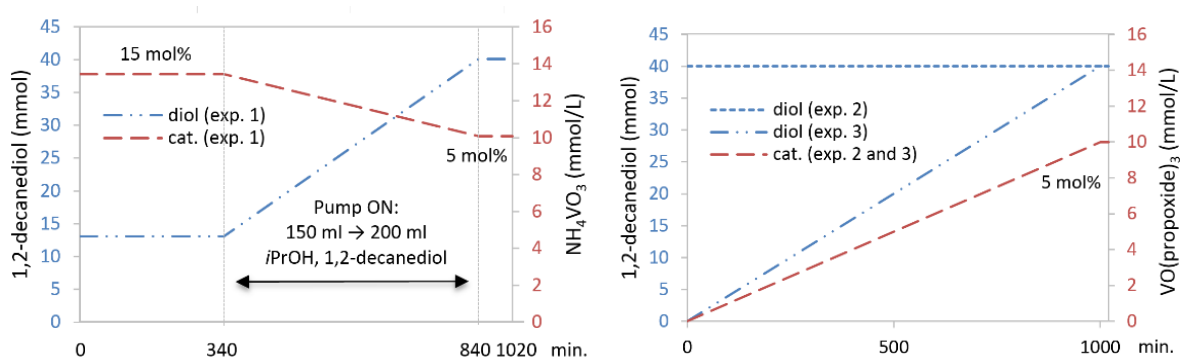 1,2-decanediol (mmol)
45
40
35
30
25
20
15
10
5
0
15 mol%
diol (exp. 1)
cat. (exp. 1)
5 mol%
Pump ON:
150 ml → 200 ml
iPrOH, 1,2-decanediol
16
14
12
10
8
6
4
2
0
NH₄VO₃ (mmol/L)
0 340 840 1020 min.
1,2-decanediol (mmol)
45
40
35
30
25
20
15
10
5
0
diol (exp. 2)
diol (exp. 3)
cat. (exp. 2 and 3)
5 mol%
16
14
12
10
8
6
4
2
0
VO(propoxide)₃ (mmol/L)
0 500 1000 min.